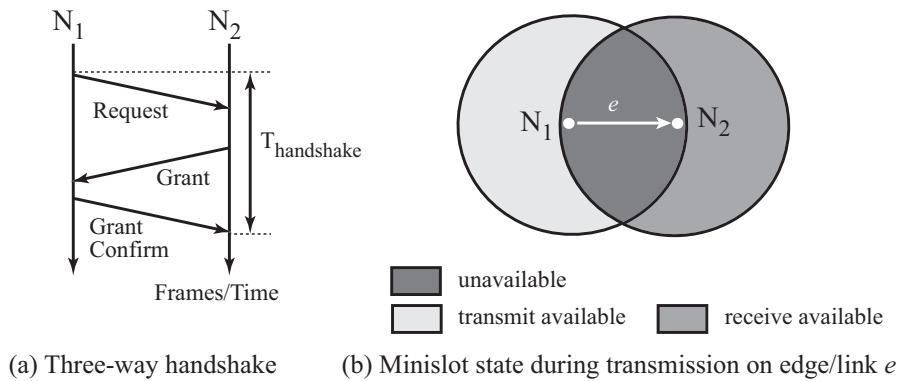 N1 N2
Request
Thandshake
Grant
Grant
Confirm
Frames/Time
(a) Three-way handshake
N1 e N2
unavailable
transmit available receive available
(b) Minislot state during transmission on edge/link e